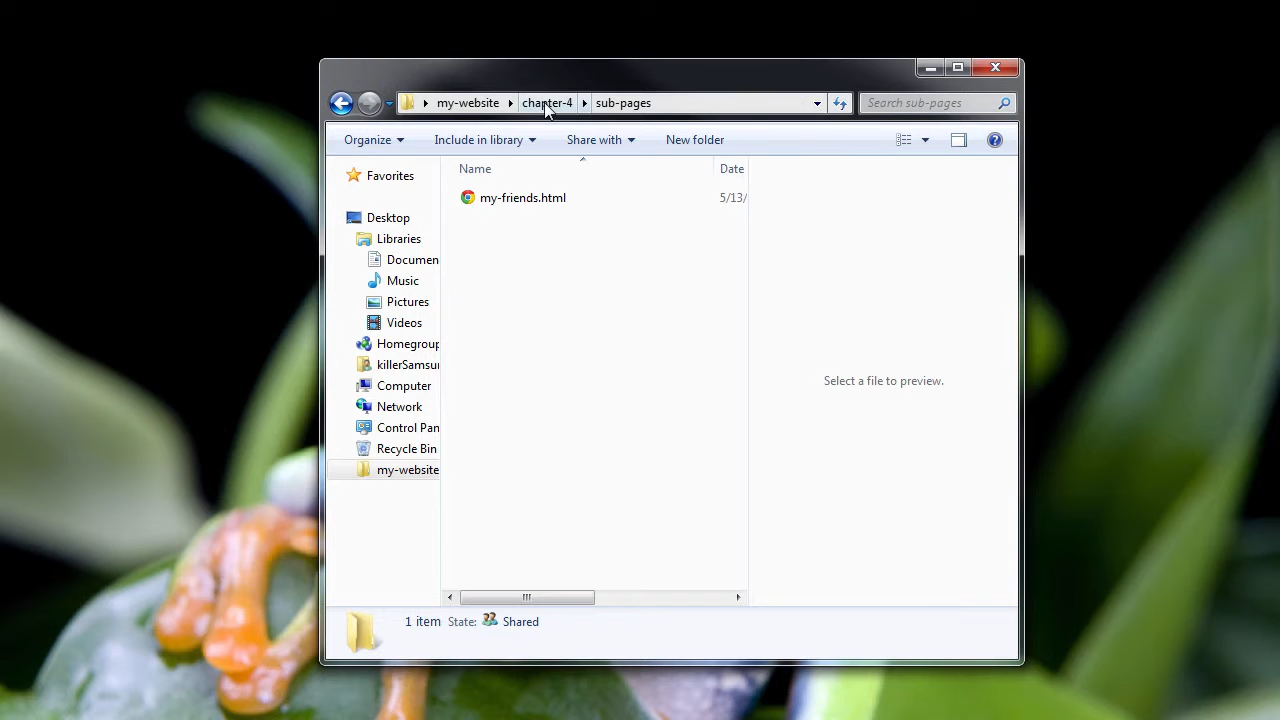 my-website chapter-4 sub-pages Search sub-pages
Organize Include in library Share with New folder
Favorites
Desktop
Libraries
Documen
Music
Pictures
Videos
Homegroup
killerSamsu
Computer
Network
Control Pan
Recycle Bin
my-website
Name Date
my-friends.html 5/13/
Select a file to preview.
1 item State: Shared